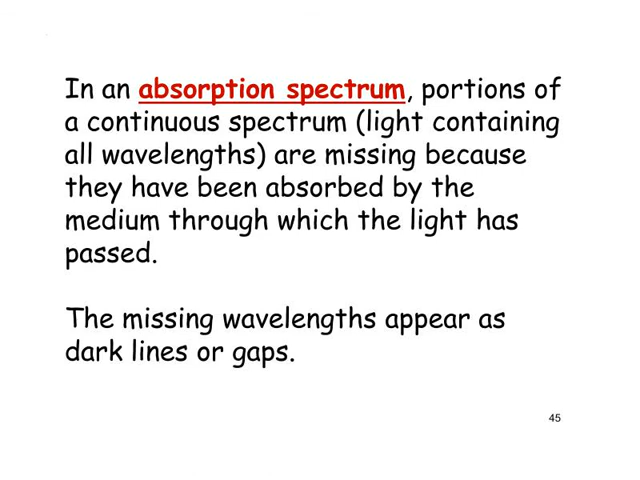 In an absorption spectrum, portions of
a continuous spectrum (light containing
all wavelengths) are missing because
they have been absorbed by the
medium through which the light has
passed.
The missing wavelengths appear as
dark lines or gaps.
45